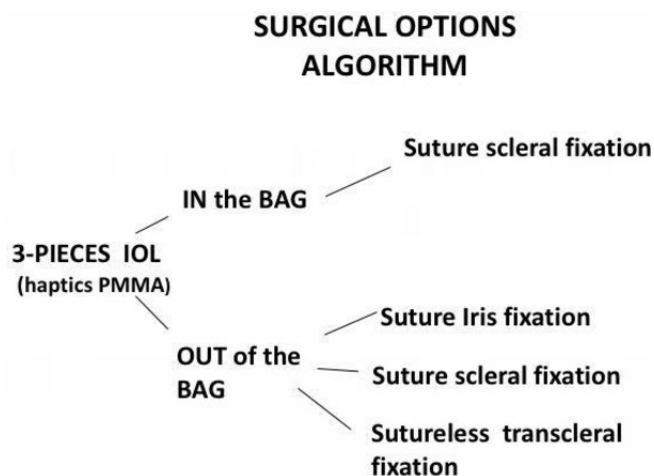 SURGICAL OPTIONS
ALGORITHM
Suture scleral fixation
IN the BAG
3-PIECES IOL
(haptics PMMA)
OUT of the
BAG
Suture Iris fixation
Suture scleral fixation
Sutureless transcleral
fixation